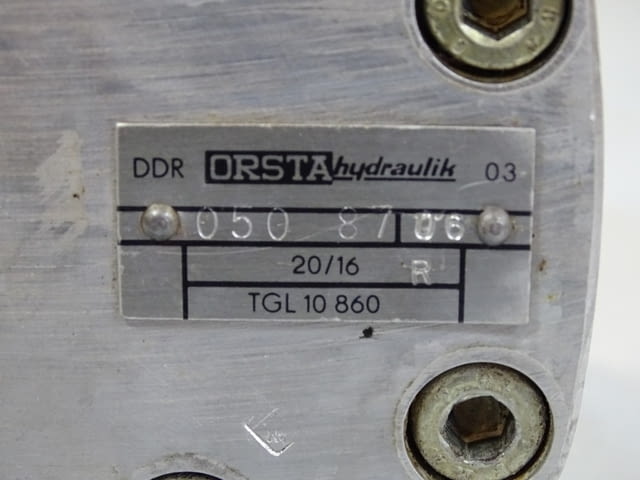 DDR ORSTA hydraulik 03
050 87 06
20/16 R
TGL 10 860